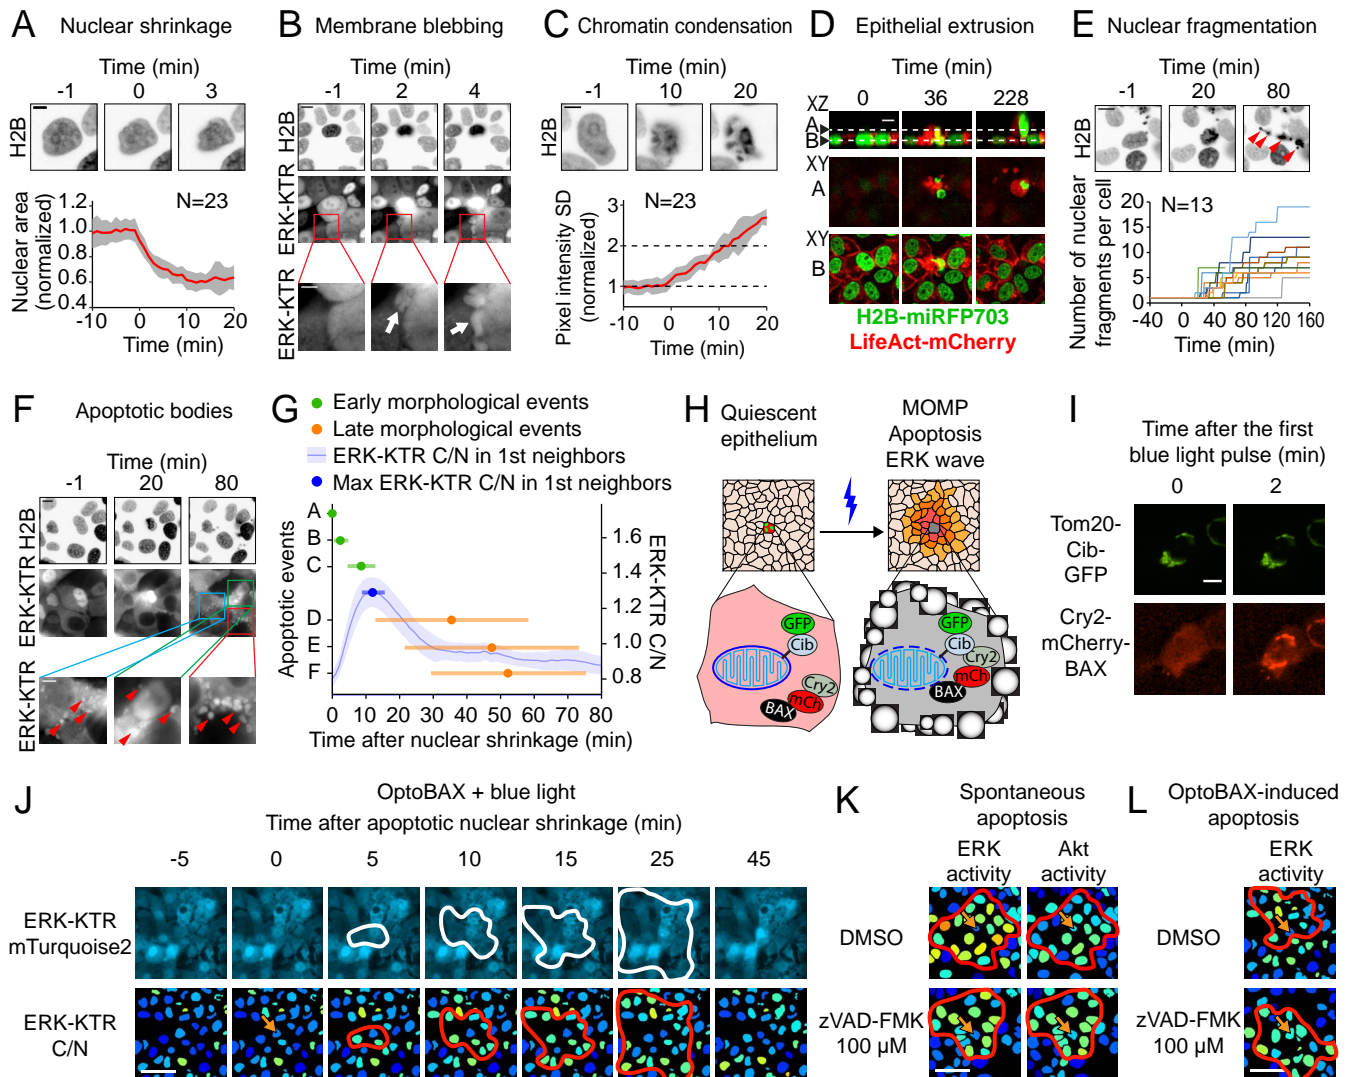 A Nuclear shrinkage
Time (min)
-1 0 3
H2B
Nuclear area
(normalized)
N=23
1.2
1.0
0.8
0.6
0.4
-10 0 10 20
Time (min)
B Membrane blebbing
Time (min)
-1 2 4
H2B
ERK-KTR
ERK-KTR
C Chromatin condensation
Time (min)
-1 10 20
H2B
Pixel intensity SD
(normalized)
N=23
3
2
1
-10 0 10 20
Time (min)
D Epithelial extrusion
Time (min)
XZ 0 36 228
A
B
XY
A
XY
B
H2B-miRFP703
LifeAct-mCherry
E Nuclear fragmentation
Time (min)
-1 20 80
H2B
Number of nuclear
fragments per cell
N=13
20
15
10
5
0
-40 0 40 80 120 160
Time (min)
F Apoptotic bodies
Time (min)
-1 20 80
H2B
ERK-KTR
ERK-KTR
G
Early morphological events
Late morphological events
ERK-KTR C/N in 1st neighbors
Max ERK-KTR C/N in 1st neighbors
Apoptotic events
A
B
C
D
E
F
1.6
1.4
1.2
1.0
0.8
ERK-KTR C/N
0 10 20 30 40 50 60 70 80
Time after nuclear shrinkage (min)
H
Quiescent
epithelium
MOMP
Apoptosis
ERK wave
GFP
Cib
Cry2
mCh
BAX
GFP
Cib
Cry2
mCh
BAX
I
Time after the first
blue light pulse (min)
0 2
Tom20-
Cib-
GFP
Cry2-
mCherry-
BAX
J
OptoBAX + blue light
Time after apoptotic nuclear shrinkage (min)
-5 0 5 10 15 25 45
ERK-KTR
mTurquoise2
ERK-KTR
C/N
K Spontaneous
apoptosis
ERK
activity
Akt
activity
DMSO
zVAD-FMK
100 µM
L OptoBAX-induced
apoptosis
ERK
activity
DMSO
zVAD-FMK
100 µM